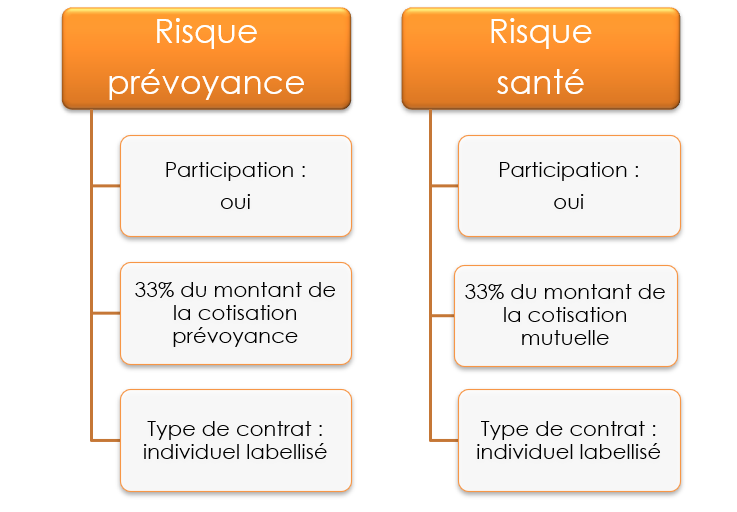 Risque
prévoyance
Participation :
oui
33% du montant de
la cotisation
prévoyance
Type de contrat :
individuel labellisé
Risque
santé
Participation :
oui
33% du montant de
la cotisation
mutuelle
Type de contrat :
individuel labellisé